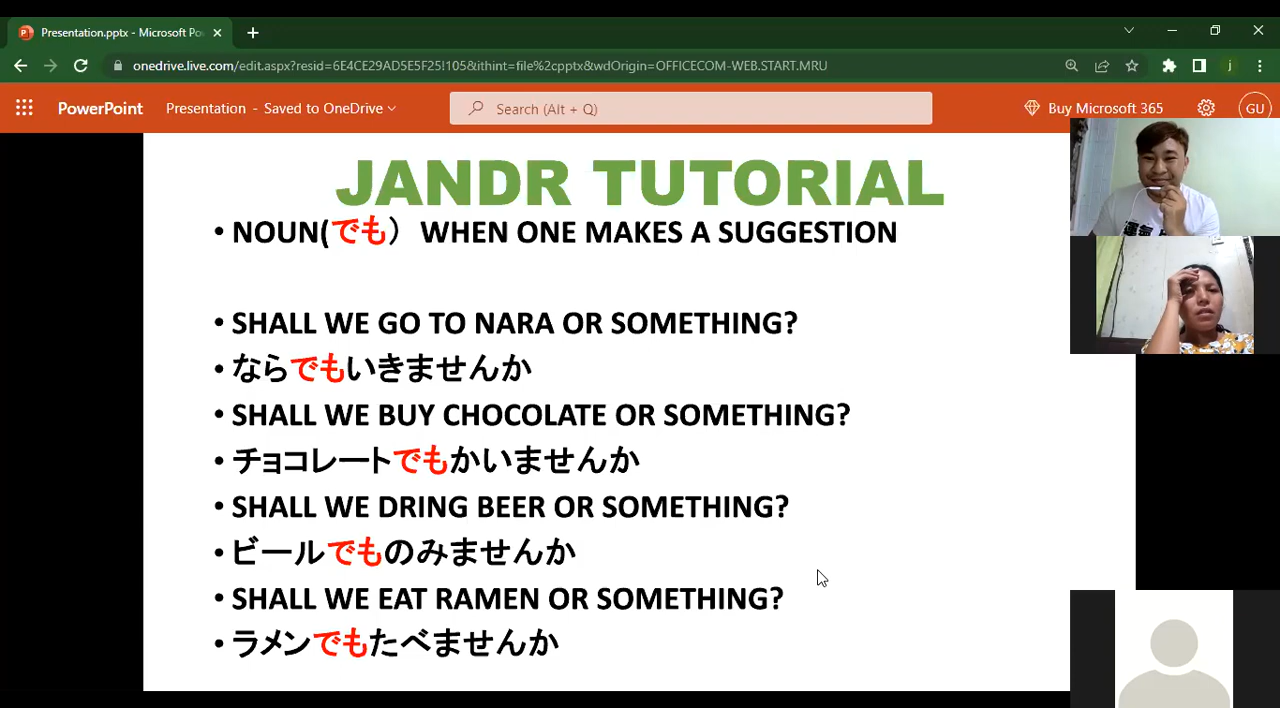 Presentation.pptx - Microsoft Po
onedrive.live.com/edit.aspx?resid=6E4CE29AD5E5F25!105&ithint=file%2cpptx&wdOrigin=OFFICECOM-WEB.START.MRU
j
PowerPoint Presentation - Saved to OneDrive Search (Alt + Q) Buy Microsoft 365 GU
JANDR TUTORIAL
• NOUN(でも） WHEN ONE MAKES A SUGGESTION
• SHALL WE GO TO NARA OR SOMETHING?
• ならでもいきませんか
• SHALL WE BUY CHOCOLATE OR SOMETHING?
• チョコレートでもかいませんか
• SHALL WE DRING BEER OR SOMETHING?
• ビールでものみませんか
• SHALL WE EAT RAMEN OR SOMETHING?
• ラメンでもたべませんか